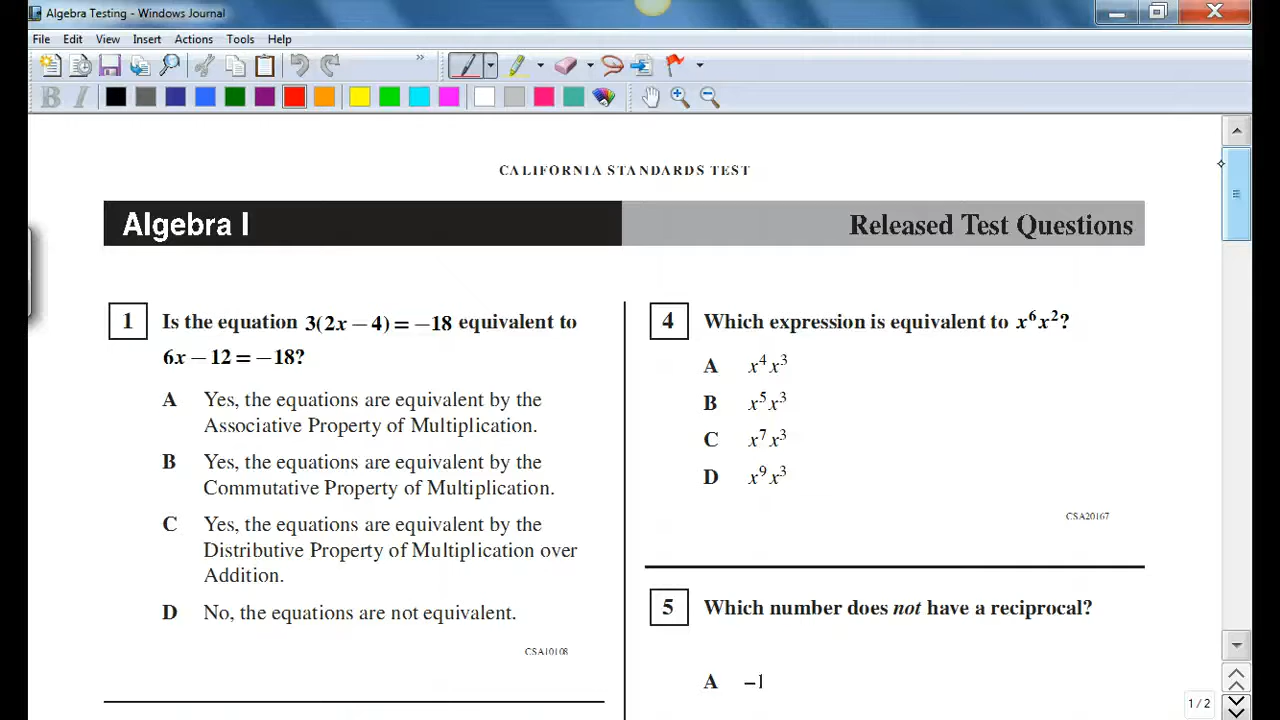 Algebra Testing - Windows Journal
File Edit View Insert Actions Tools Help
B I
CALIFORNIA STANDARDS TEST
Algebra I
Released Test Questions
1 Is the equation 3(2x − 4) = −18 equivalent to
6x − 12 = −18?
A Yes, the equations are equivalent by the
Associative Property of Multiplication.
B Yes, the equations are equivalent by the
Commutative Property of Multiplication.
C Yes, the equations are equivalent by the
Distributive Property of Multiplication over
Addition.
D No, the equations are not equivalent.
CSA10108
4 Which expression is equivalent to x⁶x²?
A x⁴x³
B x⁵x³
C x⁷x³
D x⁹x³
CSA20167
5 Which number does not have a reciprocal?
A −1
1 / 2